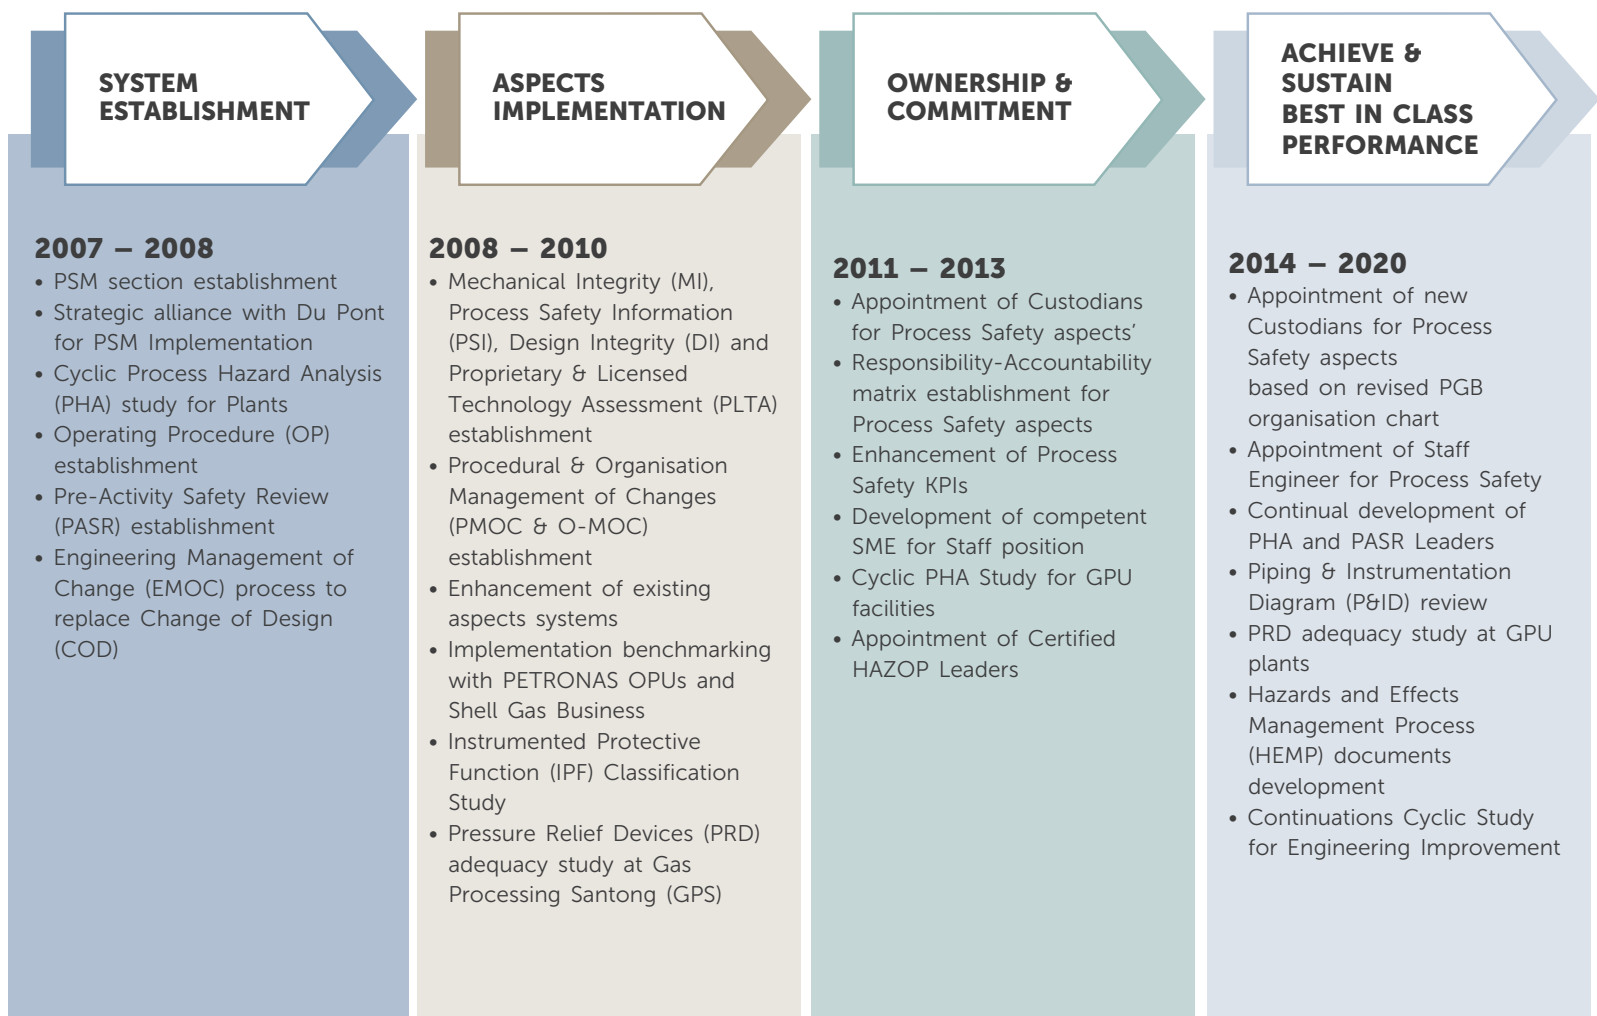 SYSTEM
ESTABLISHMENT
2007 – 2008
• PSM section establishment
• Strategic alliance with Du Pont
for PSM Implementation
• Cyclic Process Hazard Analysis
(PHA) study for Plants
• Operating Procedure (OP)
establishment
• Pre-Activity Safety Review
(PASR) establishment
• Engineering Management of
Change (EMOC) process to
replace Change of Design
(COD)
ASPECTS
IMPLEMENTATION
2008 – 2010
• Mechanical Integrity (MI),
Process Safety Information
(PSI), Design Integrity (DI) and
Proprietary & Licensed
Technology Assessment (PLTA)
establishment
• Procedural & Organisation
Management of Changes
(PMOC & O-MOC)
establishment
• Enhancement of existing
aspects systems
• Implementation benchmarking
with PETRONAS OPUs and
Shell Gas Business
• Instrumented Protective
Function (IPF) Classification
Study
• Pressure Relief Devices (PRD)
adequacy study at Gas
Processing Santong (GPS)
OWNERSHIP &
COMMITMENT
2011 – 2013
• Appointment of Custodians
for Process Safety aspects’
• Responsibility-Accountability
matrix establishment for
Process Safety aspects
• Enhancement of Process
Safety KPIs
• Development of competent
SME for Staff position
• Cyclic PHA Study for GPU
facilities
• Appointment of Certified
HAZOP Leaders
ACHIEVE &
SUSTAIN
BEST IN CLASS
PERFORMANCE
2014 – 2020
• Appointment of new
Custodians for Process
Safety aspects
based on revised PGB
organisation chart
• Appointment of Staff
Engineer for Process Safety
• Continual development of
PHA and PASR Leaders
• Piping & Instrumentation
Diagram (P&ID) review
• PRD adequacy study at GPU
plants
• Hazards and Effects
Management Process
(HEMP) documents
development
• Continuations Cyclic Study
for Engineering Improvement